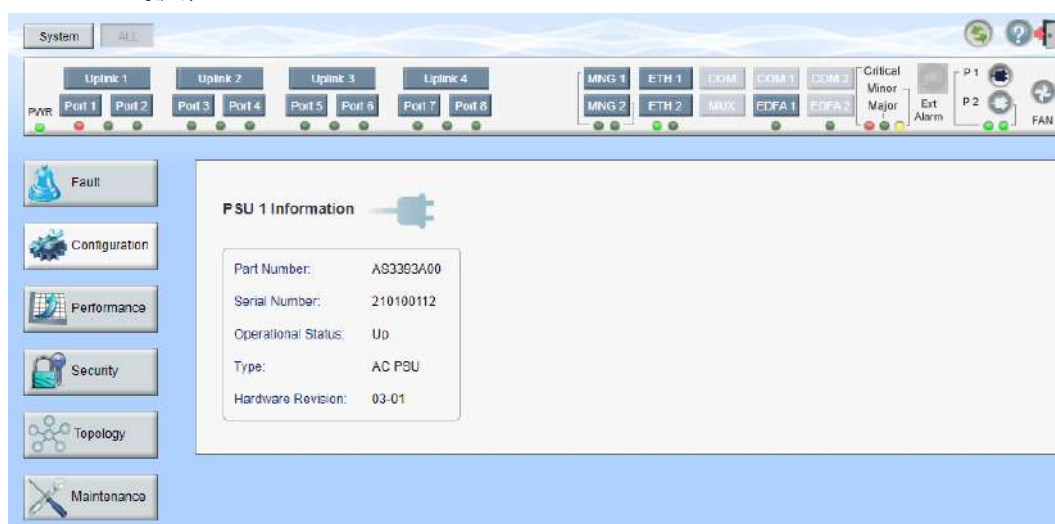 System ALL
Uplink 1 Uplink 2 Uplink 3 Uplink 4 MNG 1 ETH 1 COM COM 1 COM 2 Critical P 1
Minor
PWR Port 1 Port 2 Port 3 Port 4 Port 5 Port 6 Port 7 Port 8 MNG 2 ETH 2 MUX EDFA 1 EDFA 2 Major Ext P 2
Alarm FAN
Fault
PSU 1 Information
Configuration
Part Number: AS3393A00
Serial Number: 210100112
Performance
Operational Status: Up
Type: AC PSU
Security
Hardware Revision: 03-01
Topology
Maintenance